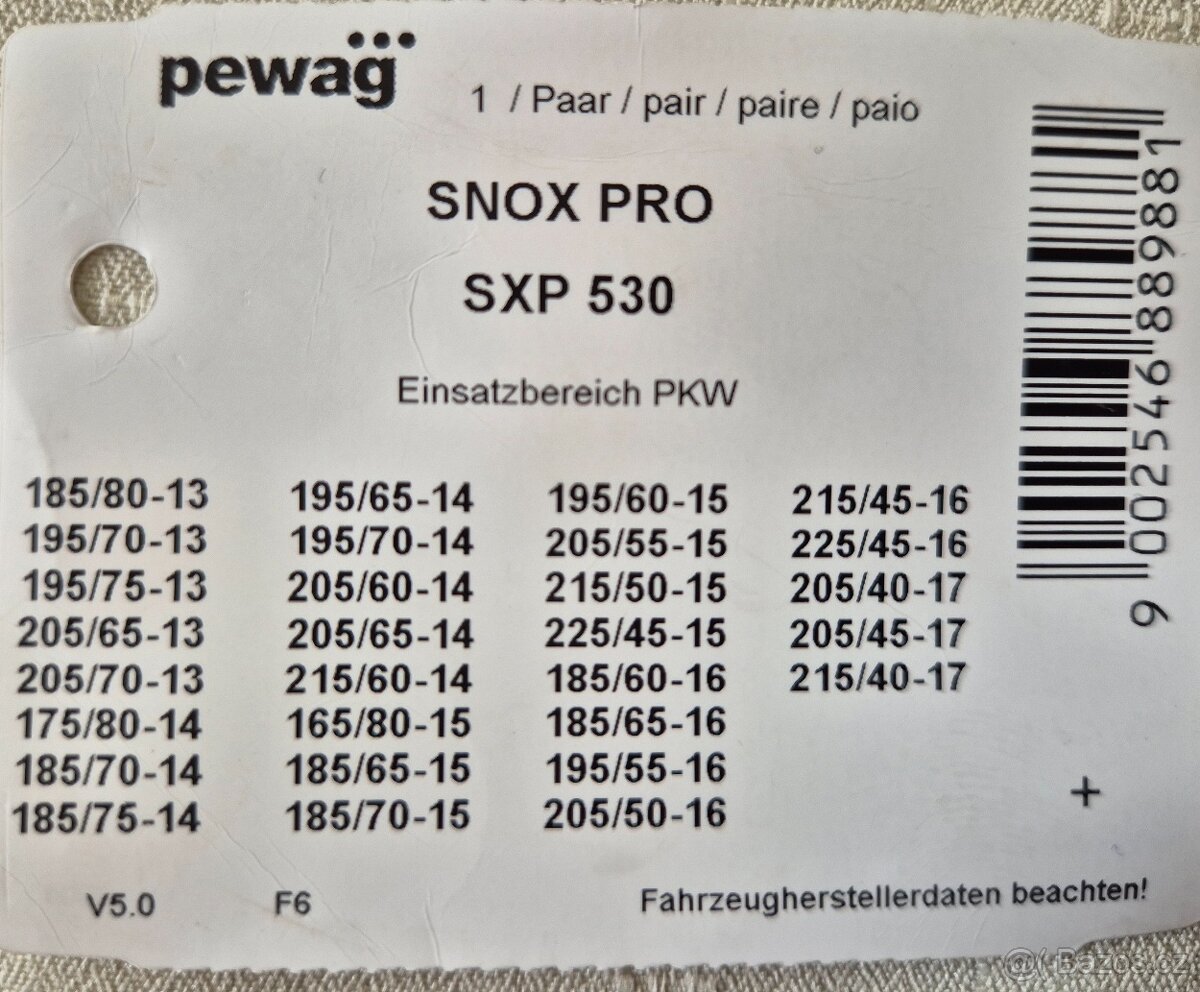 pewag
1 / Paar / pair / paire / paio
SNOX PRO
SXP 530
Einsatzbereich PKW
185/80-13 195/65-14 195/60-15 215/45-16
195/70-13 195/70-14 205/55-15 225/45-16
195/75-13 205/60-14 215/50-15 205/40-17
205/65-13 205/65-14 225/45-15 205/45-17
205/70-13 215/60-14 185/60-16 215/40-17
175/80-14 165/80-15 185/65-16
185/70-14 185/65-15 195/55-16
185/75-14 185/70-15 205/50-16
+
V5.0 F6 Fahrzeugherstellerdaten beachten!
9 002546 889881
Bazos.cz